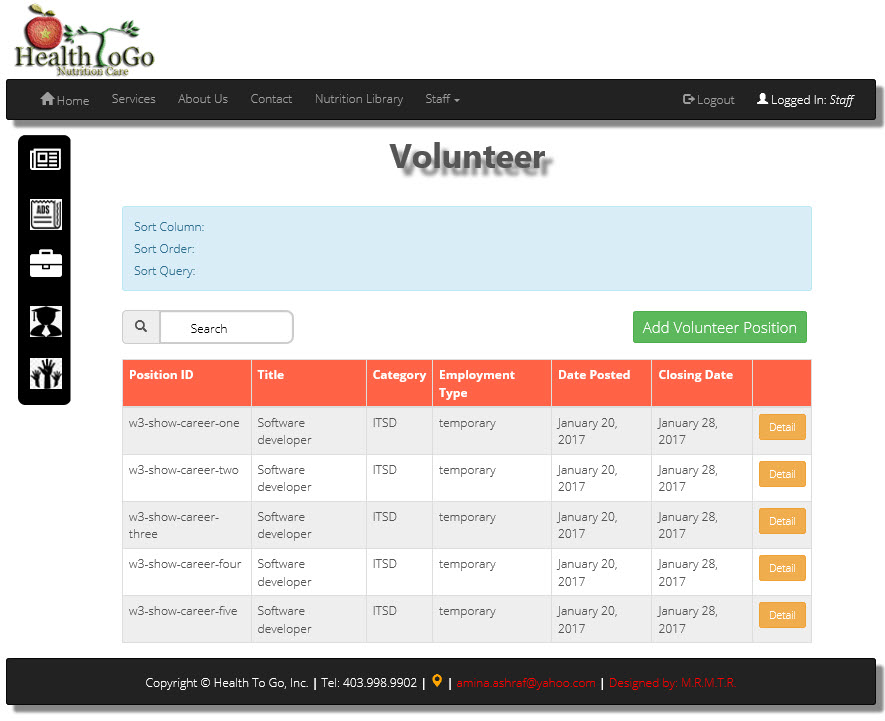 Health ToGo
Nutrition Care
Home Services About Us Contact Nutrition Library Staff Logout Logged In: Staff
Volunteer
ADS
Sort Column:
Sort Order:
Sort Query:
Search Add Volunteer Position
Position ID Title Category Employment Type Date Posted Closing Date
w3-show-career-one Software developer ITSD temporary January 20, 2017 January 28, 2017 Detail
w3-show-career-two Software developer ITSD temporary January 20, 2017 January 28, 2017 Detail
w3-show-career-three Software developer ITSD temporary January 20, 2017 January 28, 2017 Detail
w3-show-career-four Software developer ITSD temporary January 20, 2017 January 28, 2017 Detail
w3-show-career-five Software developer ITSD temporary January 20, 2017 January 28, 2017 Detail
Copyright © Health To Go, Inc. | Tel: 403.998.9902 | | amina.ashraf@yahoo.com | Designed by: M.R.M.T.R.